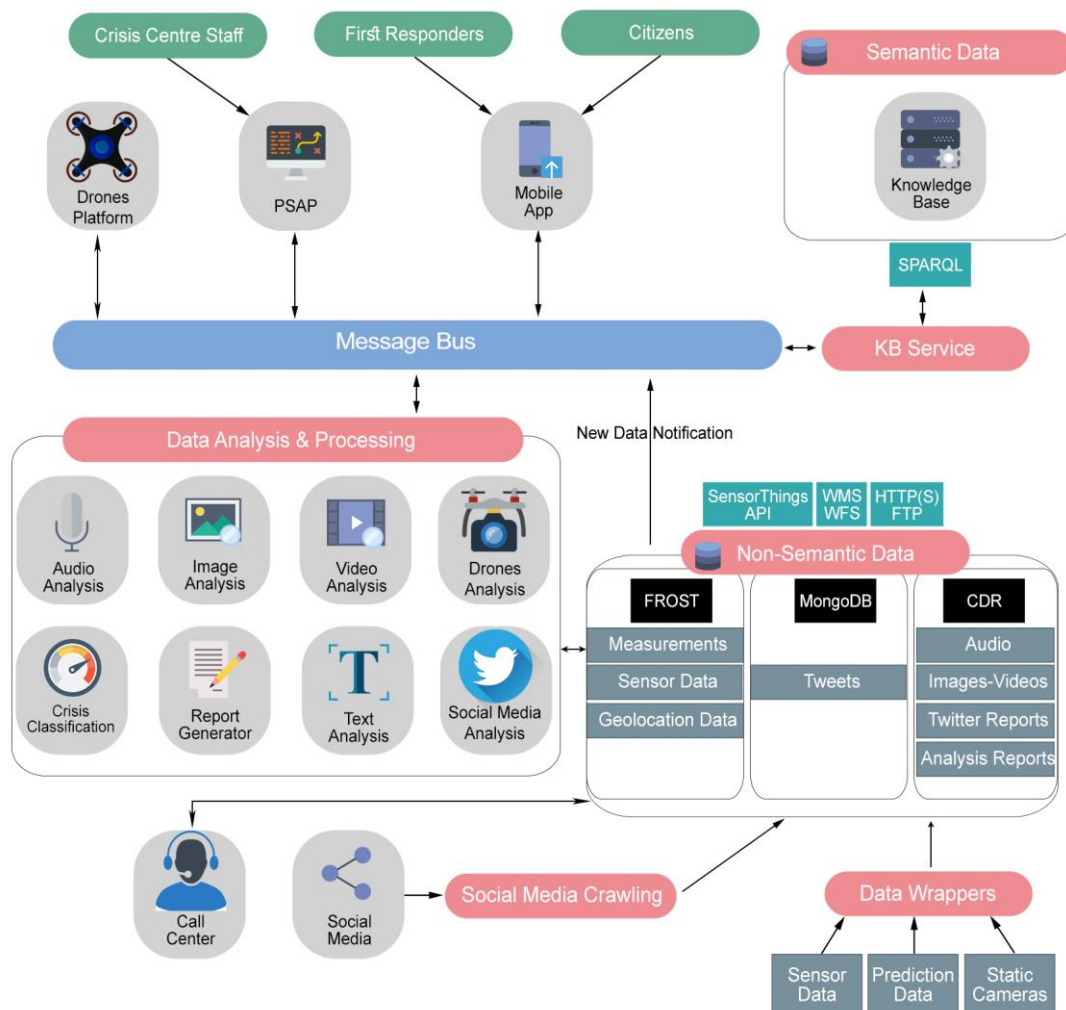 Crisis Centre Staff
First Responders
Citizens
Semantic Data
Drones
Platform
PSAP
Mobile
App
Knowledge
Base
SPARQL
Message Bus
KB Service
Data Analysis & Processing
New Data Notification
Audio
Analysis
Image
Analysis
Video
Analysis
Drones
Analysis
Crisis
Classification
Report
Generator
Text
Analysis
Social Media
Analysis
SensorThings
API
WMS
WFS
HTTP(S)
FTP
Non-Semantic Data
FROST
MongoDB
CDR
Measurements
Sensor Data
Geolocation Data
Tweets
Audio
Images-Videos
Twitter Reports
Analysis Reports
Call
Center
Social
Media
Social Media Crawling
Data Wrappers
Sensor
Data
Prediction
Data
Static
Cameras